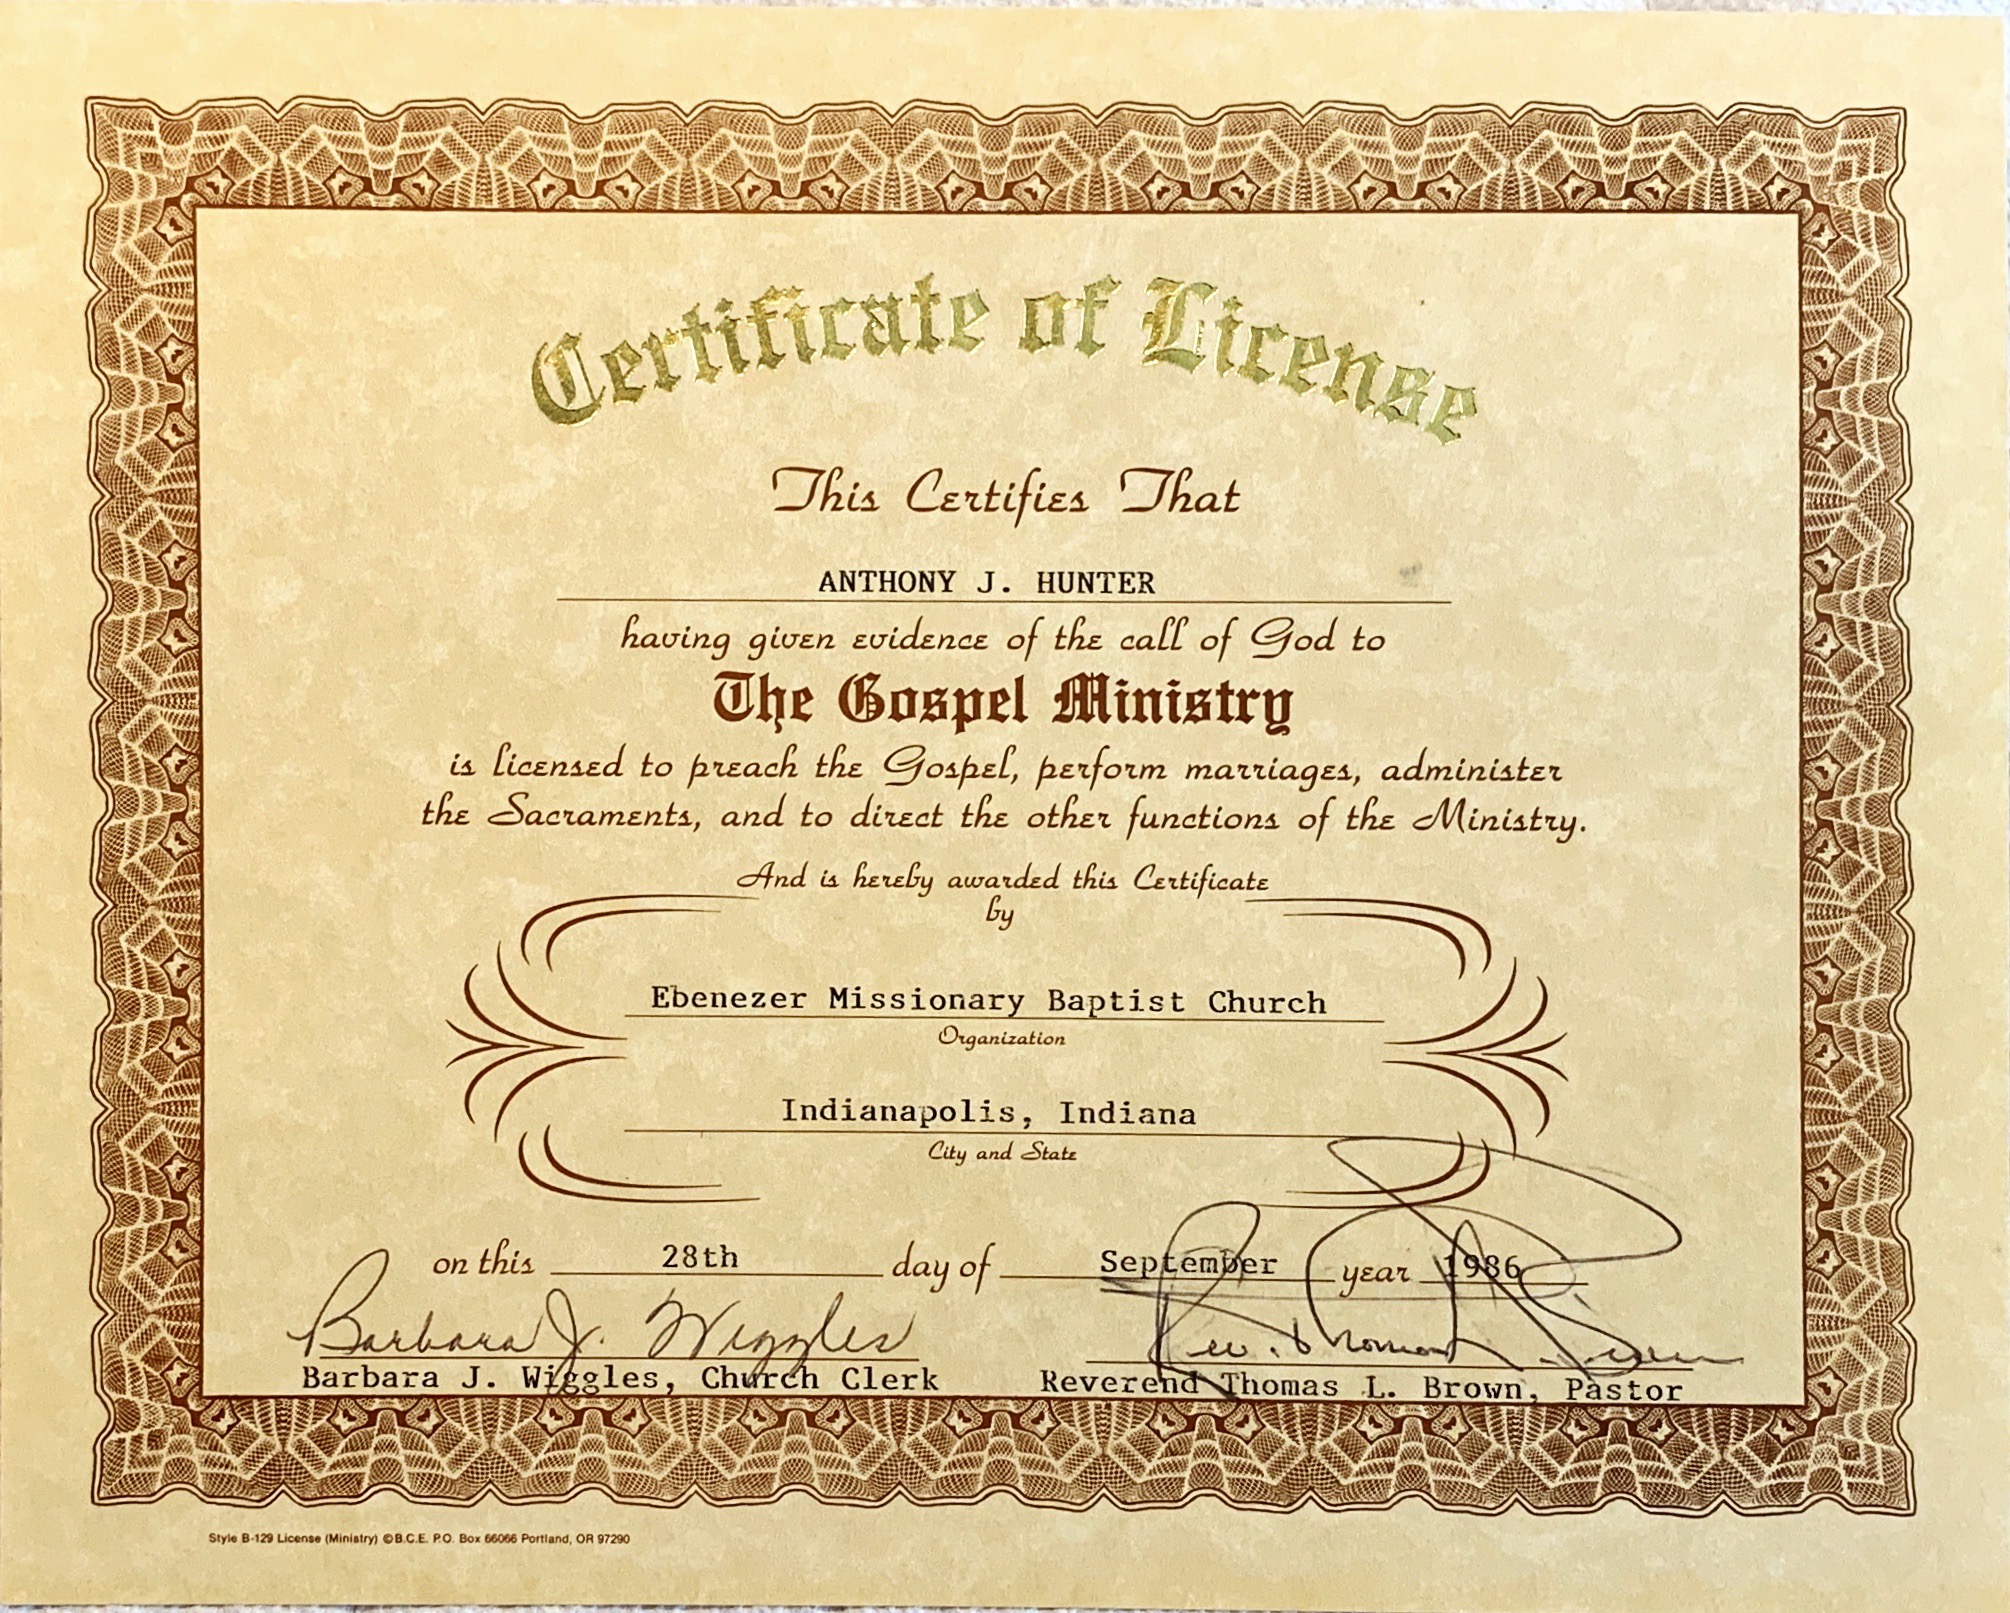 Certificate of License
This Certifies That
ANTHONY J. HUNTER
having given evidence of the call of God to
The Gospel Ministry
is licensed to preach the Gospel, perform marriages, administer
the Sacraments, and to direct the other functions of the Ministry.
And is hereby awarded this Certificate
by
Ebenezer Missionary Baptist Church
Organization
Indianapolis, Indiana
City and State
on this 28th day of September year 1986
Barbara J. Wiggles Rev. Thomas L. Brown
Barbara J. Wiggles, Church Clerk Reverend Thomas L. Brown, Pastor
Style B-129 License (Ministry) ©B.C.E. P.O. Box 66066 Portland, OR 97290